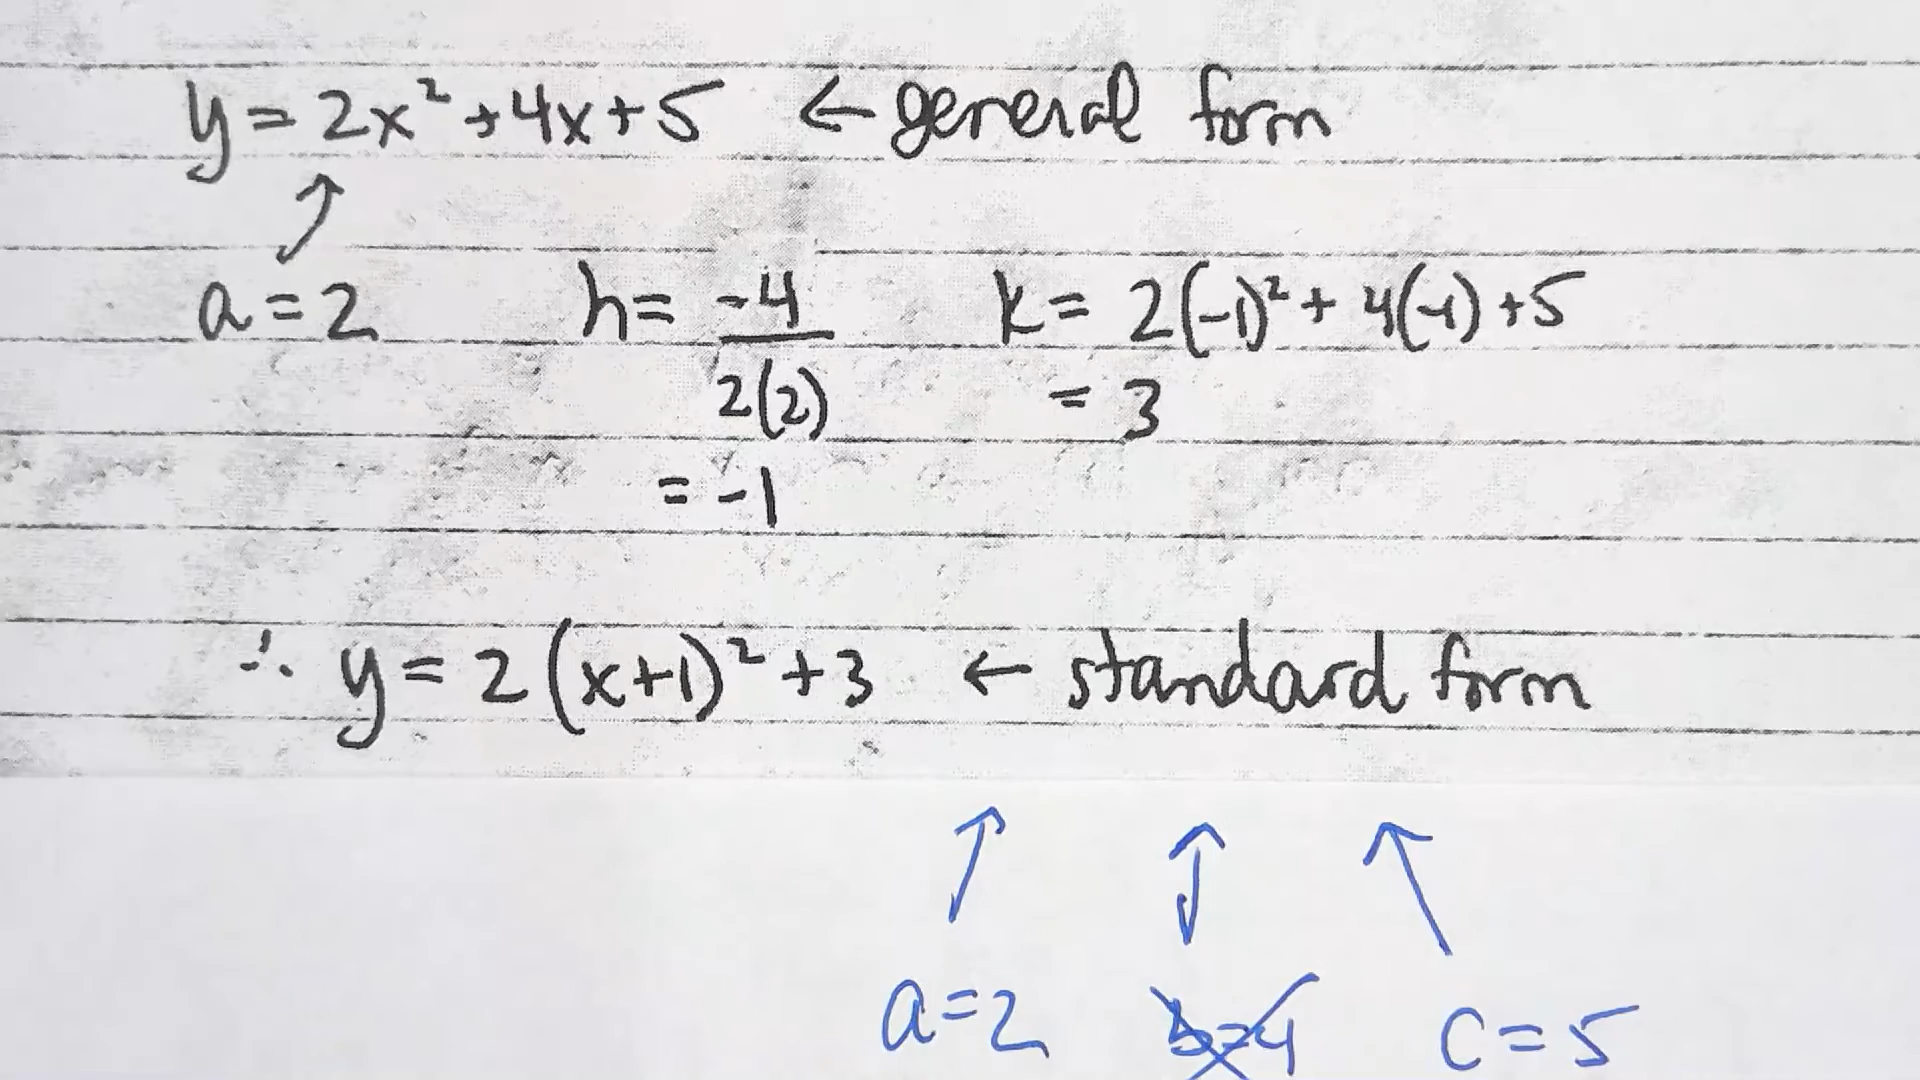 y = 2x² + 4x + 5 ← general form
↗
a = 2 h = -4/2(2) k = 2(-1)² + 4(-1) + 5
= -1 = 3
∴ y = 2(x+1)² + 3 ← standard form
↗ ↑ ↖
a = 2 b = 4 c = 5